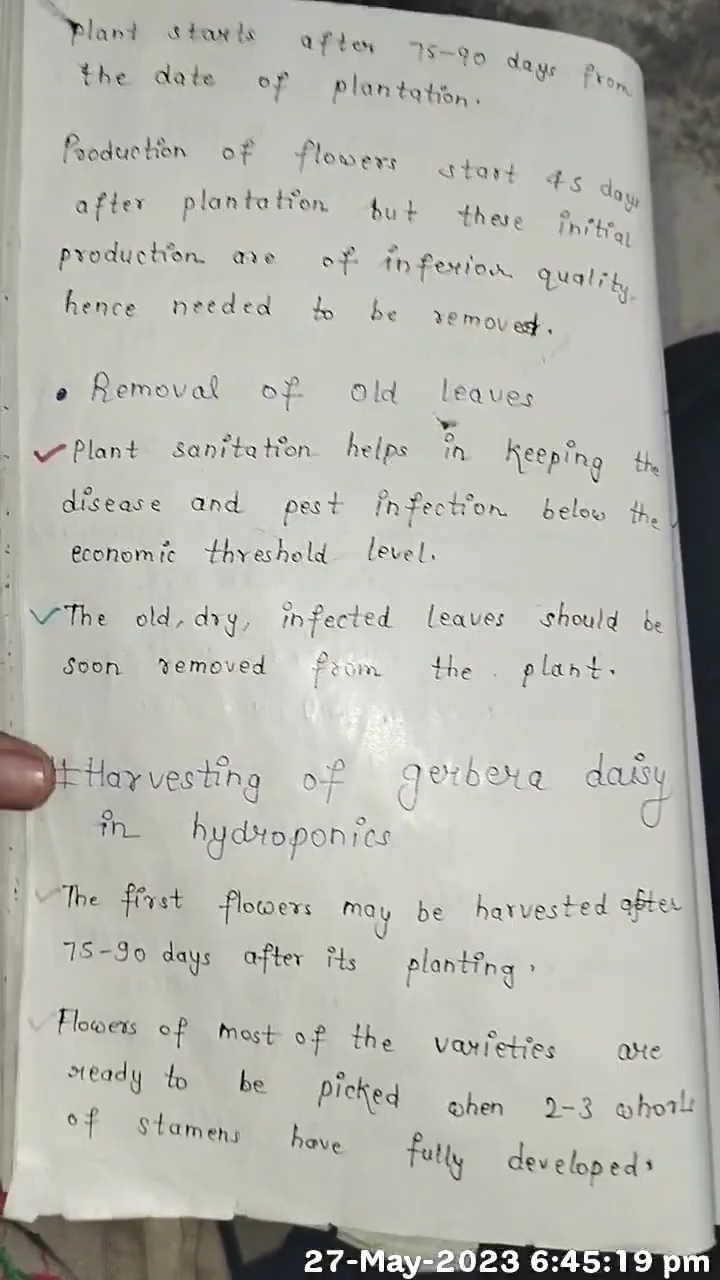 plant starts after 75-90 days from
the date of plantation.
Production of flowers start 45 days
after plantation but these initial
production are of inferior quality
hence needed to be removed.
• Removal of old leaves
✓ Plant sanitation helps in keeping the
disease and pest infection below the
economic threshold level.
✓ The old, dry, infected leaves should be
soon removed from the plant.
# Harvesting of gerbera daisy
in hydroponics
✓ The first flowers may be harvested after
75-90 days after its planting.
✓ Flowers of most of the varieties are
ready to be picked when 2-3 whorls
of stamens have fully developed.
27-May-2023 6:45:19 pm